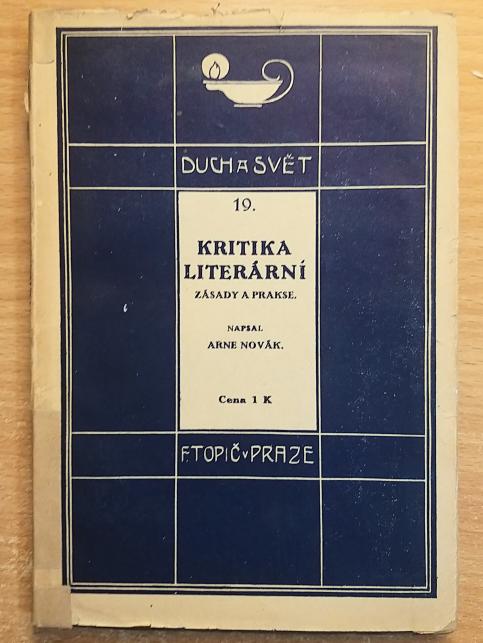 DUCH A SVĚT
19.
KRITIKA
LITERÁRNÍ
ZÁSADY A PRAKSE.
NAPSAL
ARNE NOVÁK.
Cena 1 K
F. TOPIČ V PRAZE